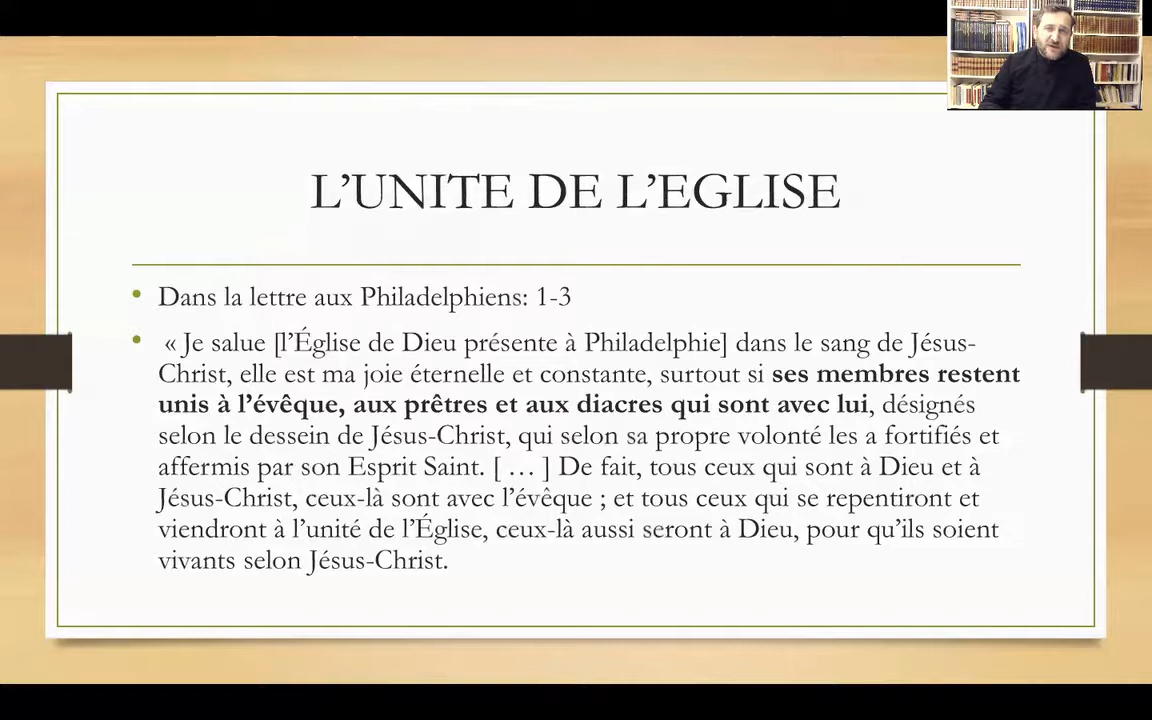 L’UNITE DE L’EGLISE
• Dans la lettre aux Philadelphiens: 1-3
• « Je salue [l’Église de Dieu présente à Philadelphie] dans le sang de Jésus-
Christ, elle est ma joie éternelle et constante, surtout si ses membres restent
unis à l’évêque, aux prêtres et aux diacres qui sont avec lui, désignés
selon le dessein de Jésus-Christ, qui selon sa propre volonté les a fortifiés et
affermis par son Esprit Saint. [ … ] De fait, tous ceux qui sont à Dieu et à
Jésus-Christ, ceux-là sont avec l’évêque ; et tous ceux qui se repentiront et
viendront à l’unité de l’Église, ceux-là aussi seront à Dieu, pour qu’ils soient
vivants selon Jésus-Christ.